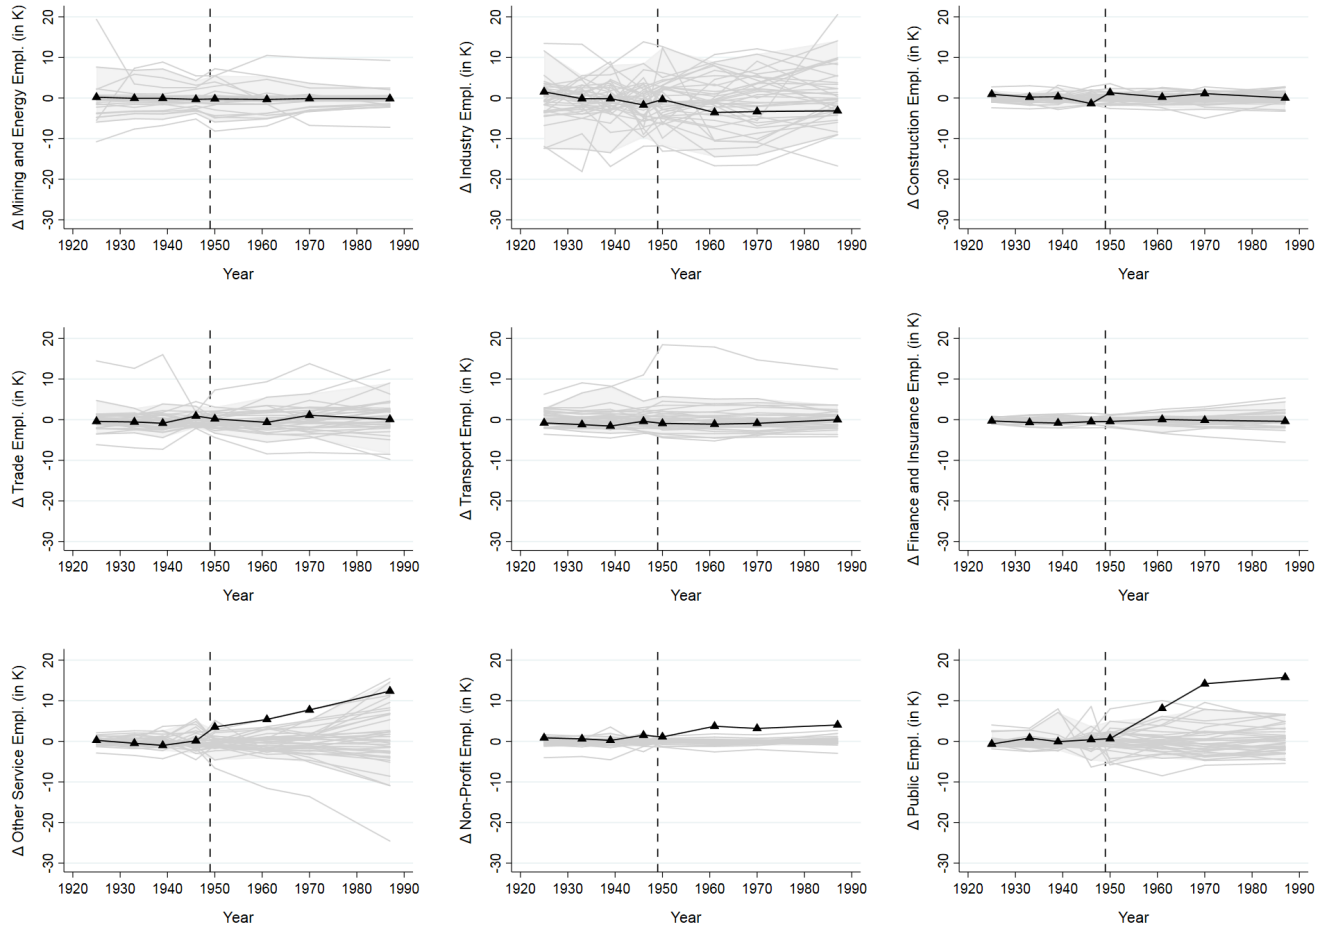 Δ Mining and Energy Empl. (in K)
20
10
0
-10
-20
-30
1920 1930 1940 1950 1960 1970 1980 1990
Year
Δ Industry Empl. (in K)
20
10
0
-10
-20
-30
1920 1930 1940 1950 1960 1970 1980 1990
Year
Δ Construction Empl. (in K)
20
10
0
-10
-20
-30
1920 1930 1940 1950 1960 1970 1980 1990
Year
Δ Trade Empl. (in K)
20
10
0
-10
-20
-30
1920 1930 1940 1950 1960 1970 1980 1990
Year
Δ Transport Empl. (in K)
20
10
0
-10
-20
-30
1920 1930 1940 1950 1960 1970 1980 1990
Year
Δ Finance and Insurance Empl. (in K)
20
10
0
-10
-20
-30
1920 1930 1940 1950 1960 1970 1980 1990
Year
Δ Other Service Empl. (in K)
20
10
0
-10
-20
-30
1920 1930 1940 1950 1960 1970 1980 1990
Year
Δ Non-Profit Empl. (in K)
20
10
0
-10
-20
-30
1920 1930 1940 1950 1960 1970 1980 1990
Year
Δ Public Empl. (in K)
20
10
0
-10
-20
-30
1920 1930 1940 1950 1960 1970 1980 1990
Year